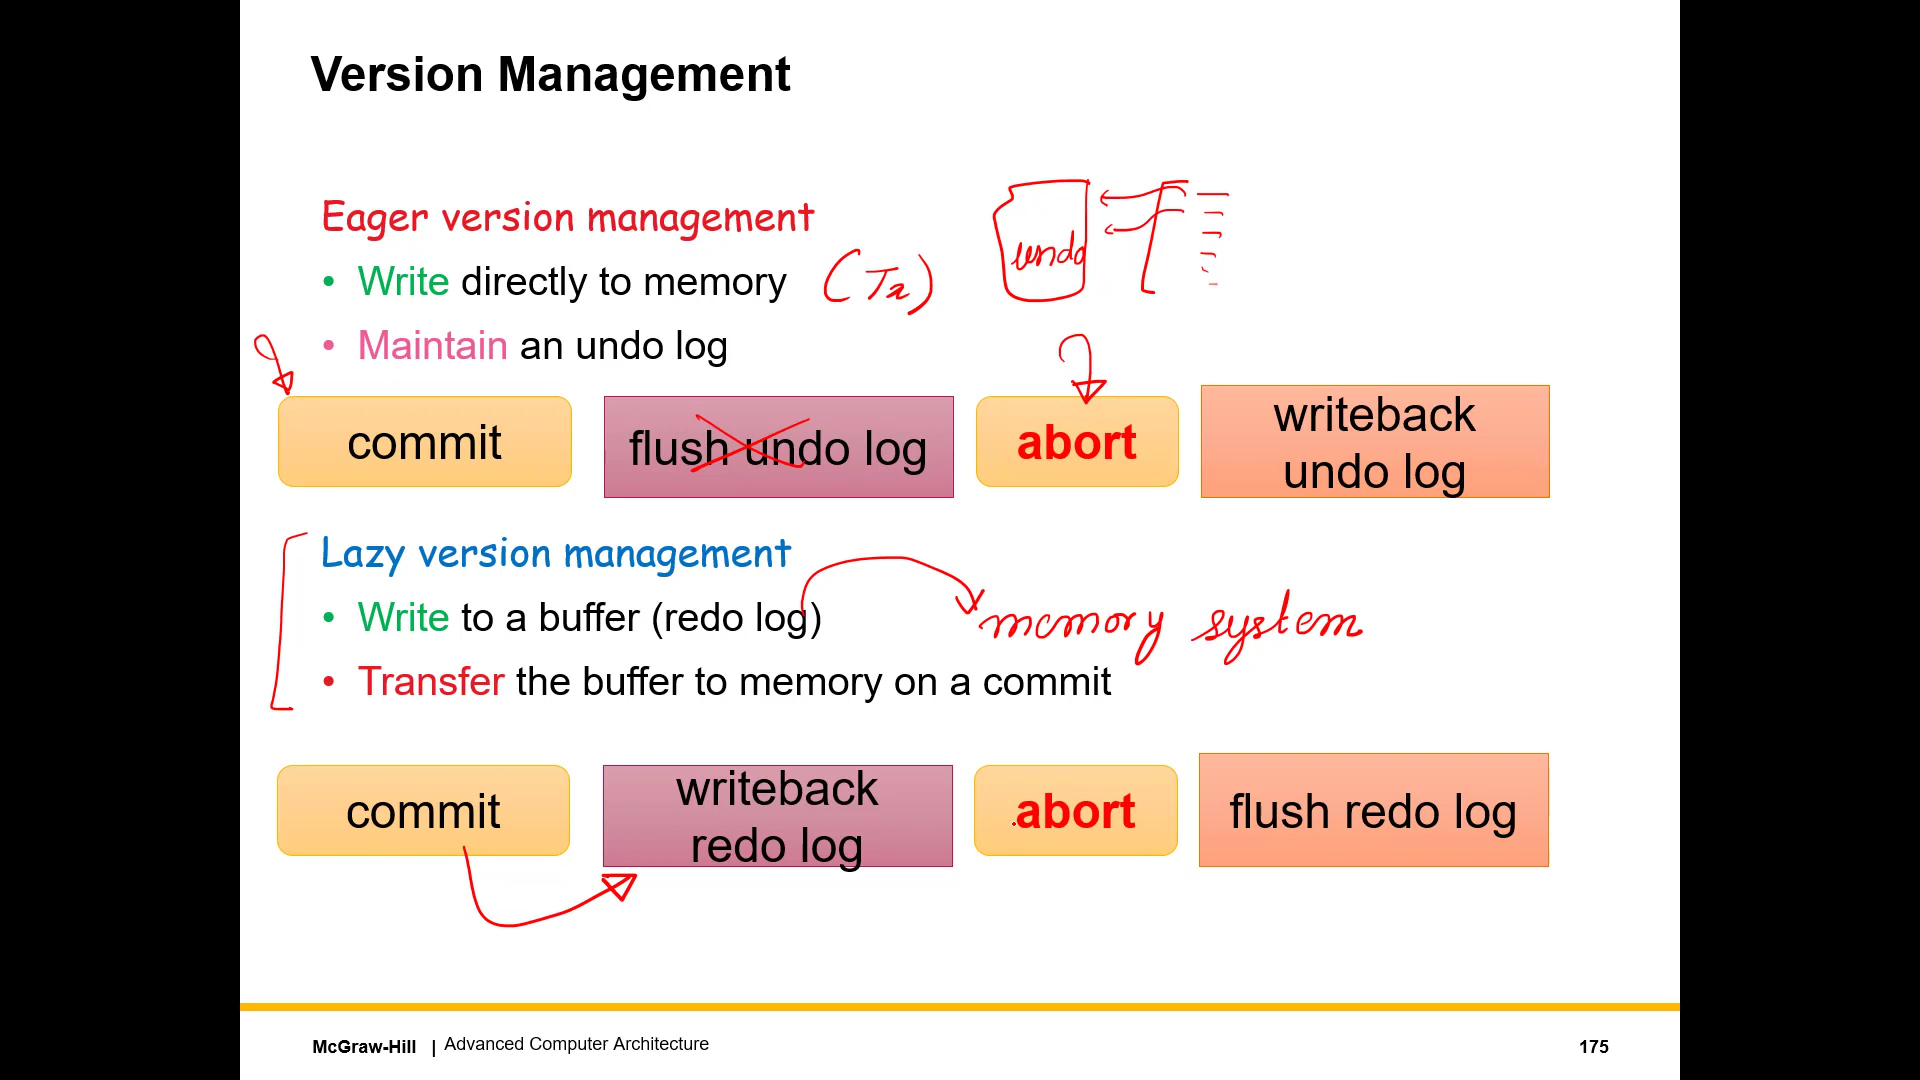 Version Management
Eager version management
• Write directly to memory (Tx)
undo
• Maintain an undo log
commit
flush undo log
abort
writeback
undo log
Lazy version management
• Write to a buffer (redo log)
memory system
• Transfer the buffer to memory on a commit
commit
writeback
redo log
abort
flush redo log
McGraw-Hill | Advanced Computer Architecture
175